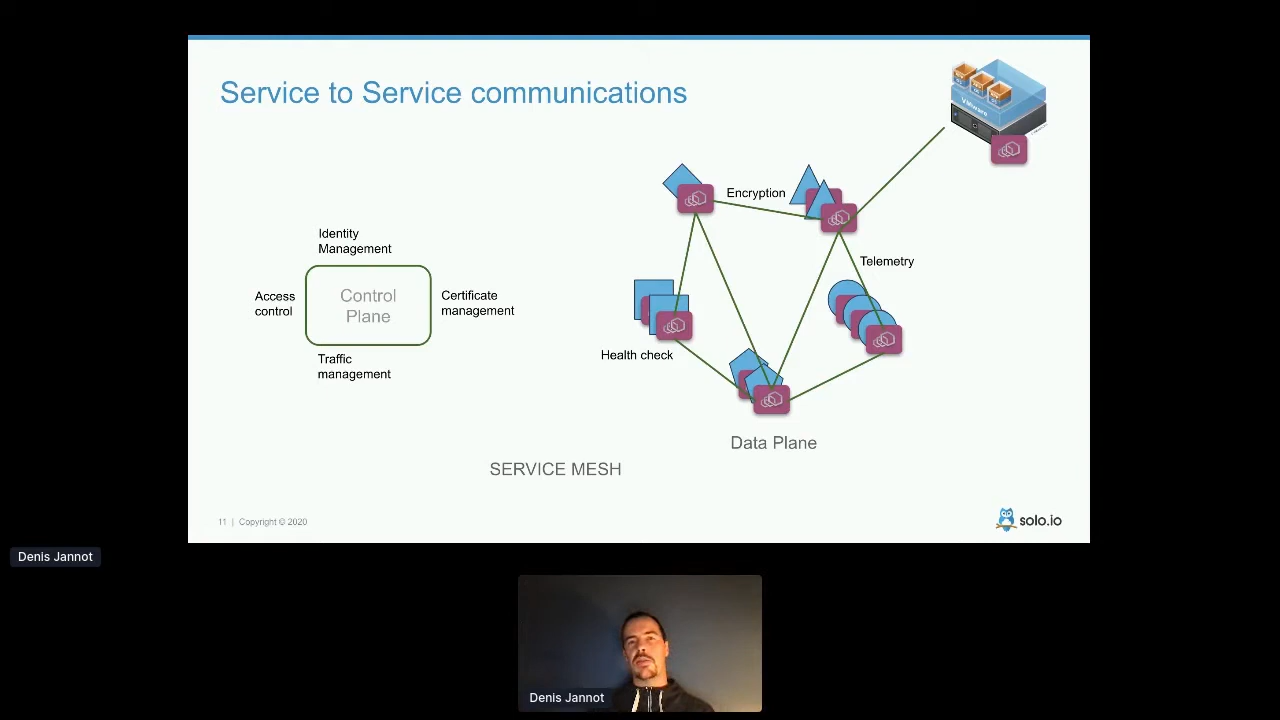 Service to Service communications
VMware
Encryption
Identity
Management
Telemetry
Access
control
Control
Plane
Certificate
management
Health check
Traffic
management
Data Plane
SERVICE MESH
11 | Copyright © 2020
solo.io
Denis Jannot
Denis Jannot